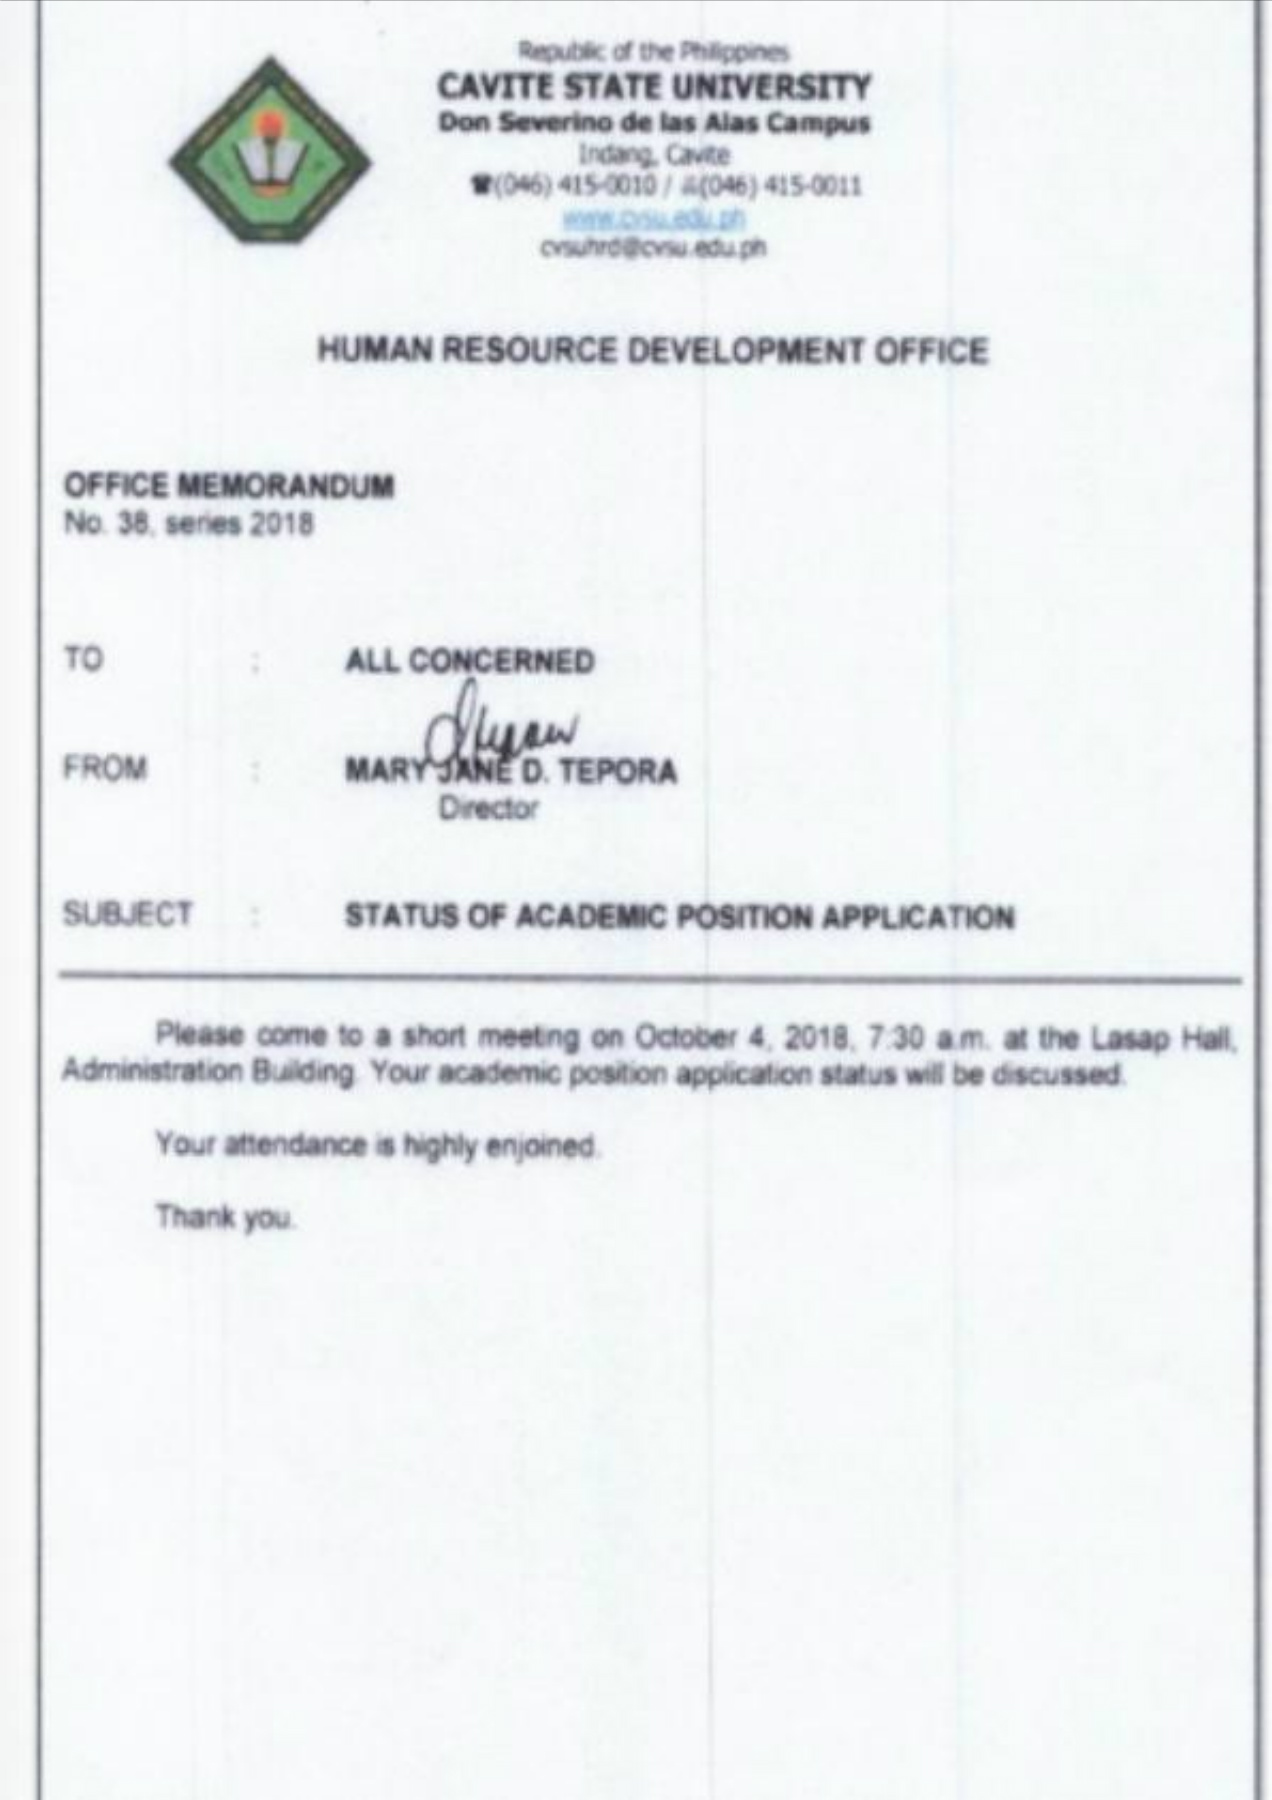 Republic of the Philippines
CAVITE STATE UNIVERSITY
Don Severino de las Alas Campus
Indang, Cavite
☎(046) 415-0010 / (046) 415-0011
www.cvsu.edu.ph
cvsuhrd@cvsu.edu.ph
HUMAN RESOURCE DEVELOPMENT OFFICE
OFFICE MEMORANDUM
No. 38, series 2018
TO : ALL CONCERNED
FROM : MARY JANE D. TEPORA
Director
SUBJECT : STATUS OF ACADEMIC POSITION APPLICATION
Please come to a short meeting on October 4, 2018, 7:30 a.m. at the Lasap Hall,
Administration Building. Your academic position application status will be discussed.
Your attendance is highly enjoined.
Thank you.